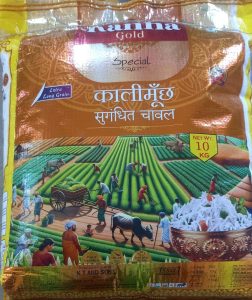 Kanha
Gold
Special
Extra
Long Grain
कालीमूँछ
सुगंधित चावल
NET WT.
10
KG